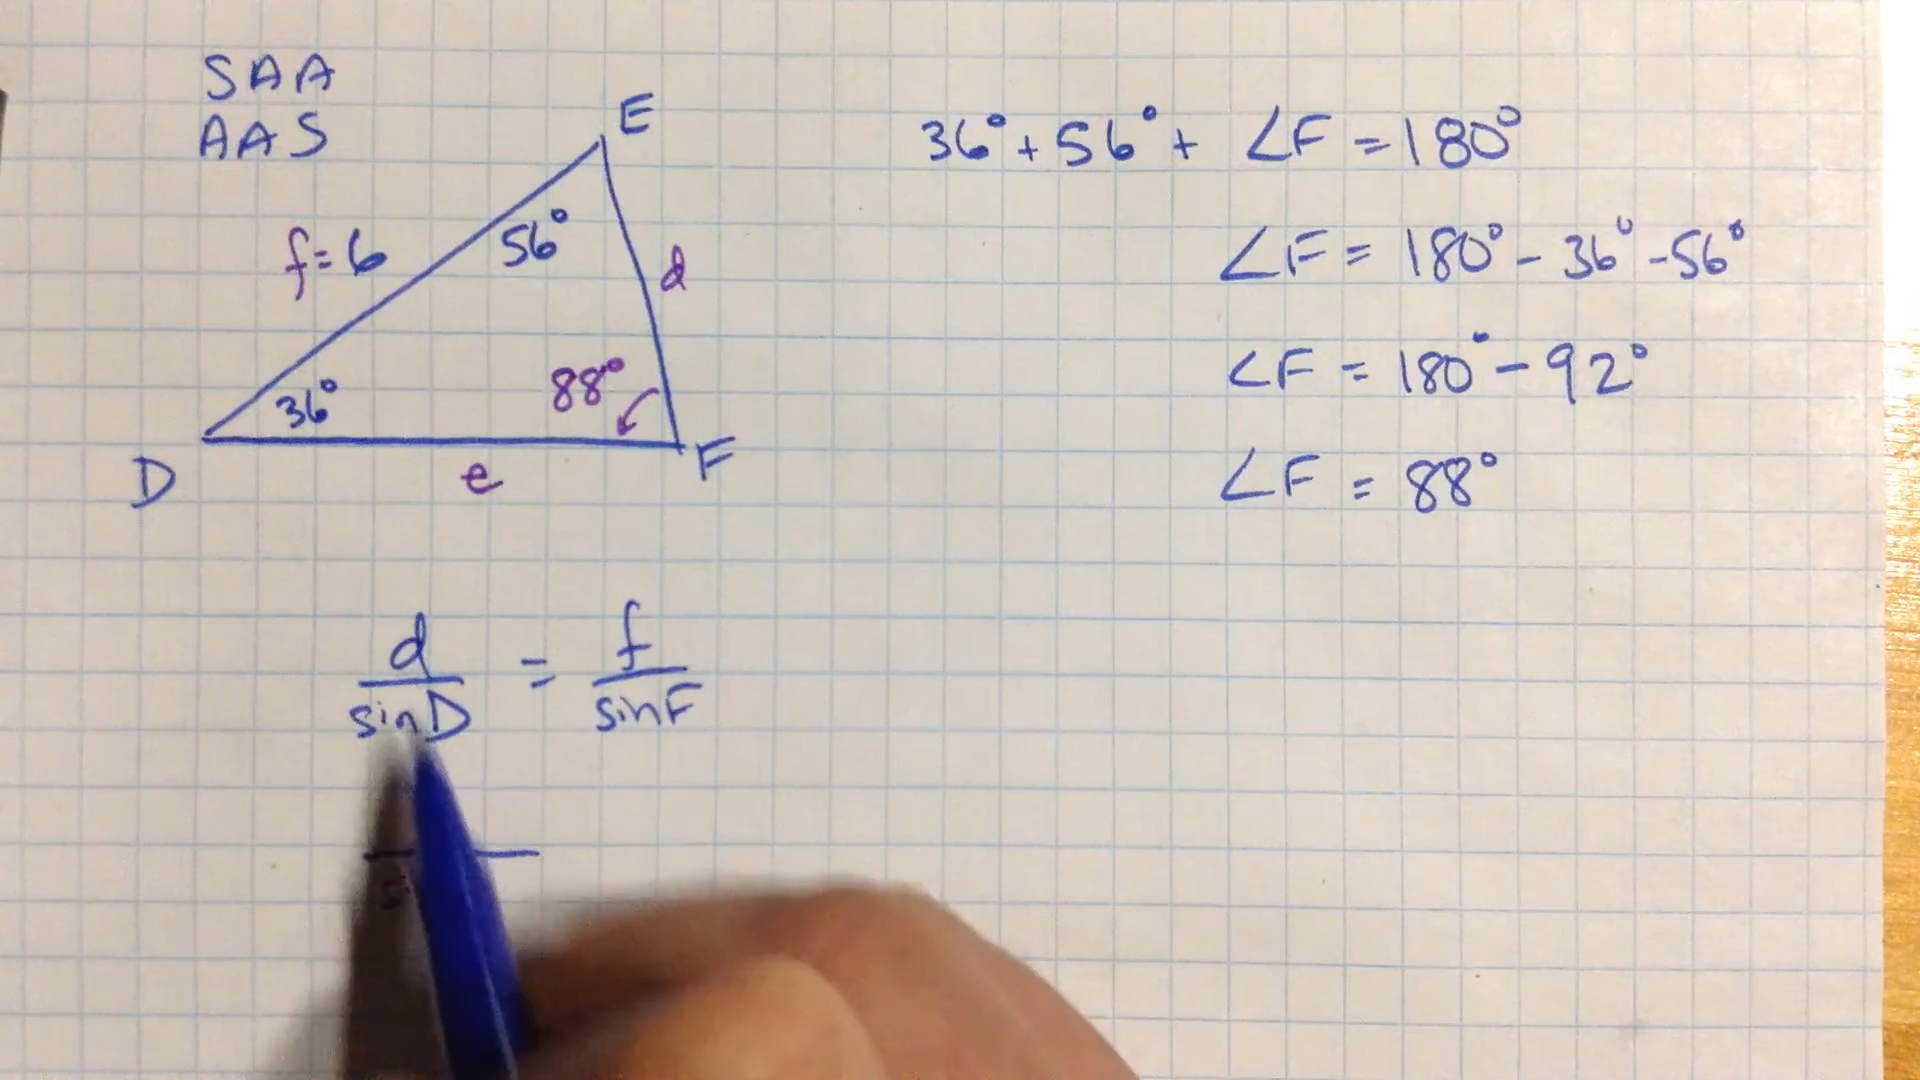 SAA
AAS
E
f=6
56°
d
36°
88°
D
e
F
36° + 56° + ∠F = 180°
∠F = 180° - 36° - 56°
∠F = 180° - 92°
∠F = 88°
d/sinD = f/sinF